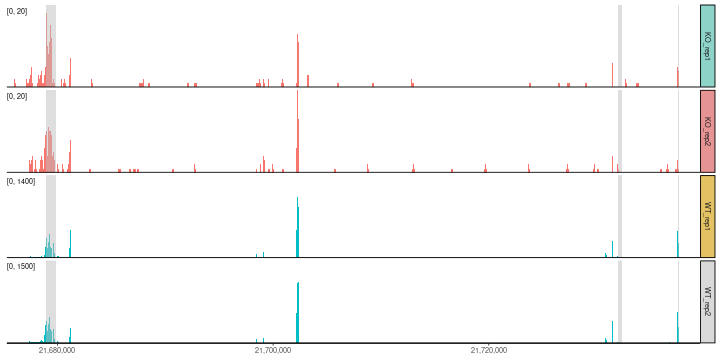 [0, 20]
KO_rep1
[0, 20]
KO_rep2
[0, 1400]
WT_rep1
[0, 1500]
WT_rep2
21,680,000 21,700,000 21,720,000